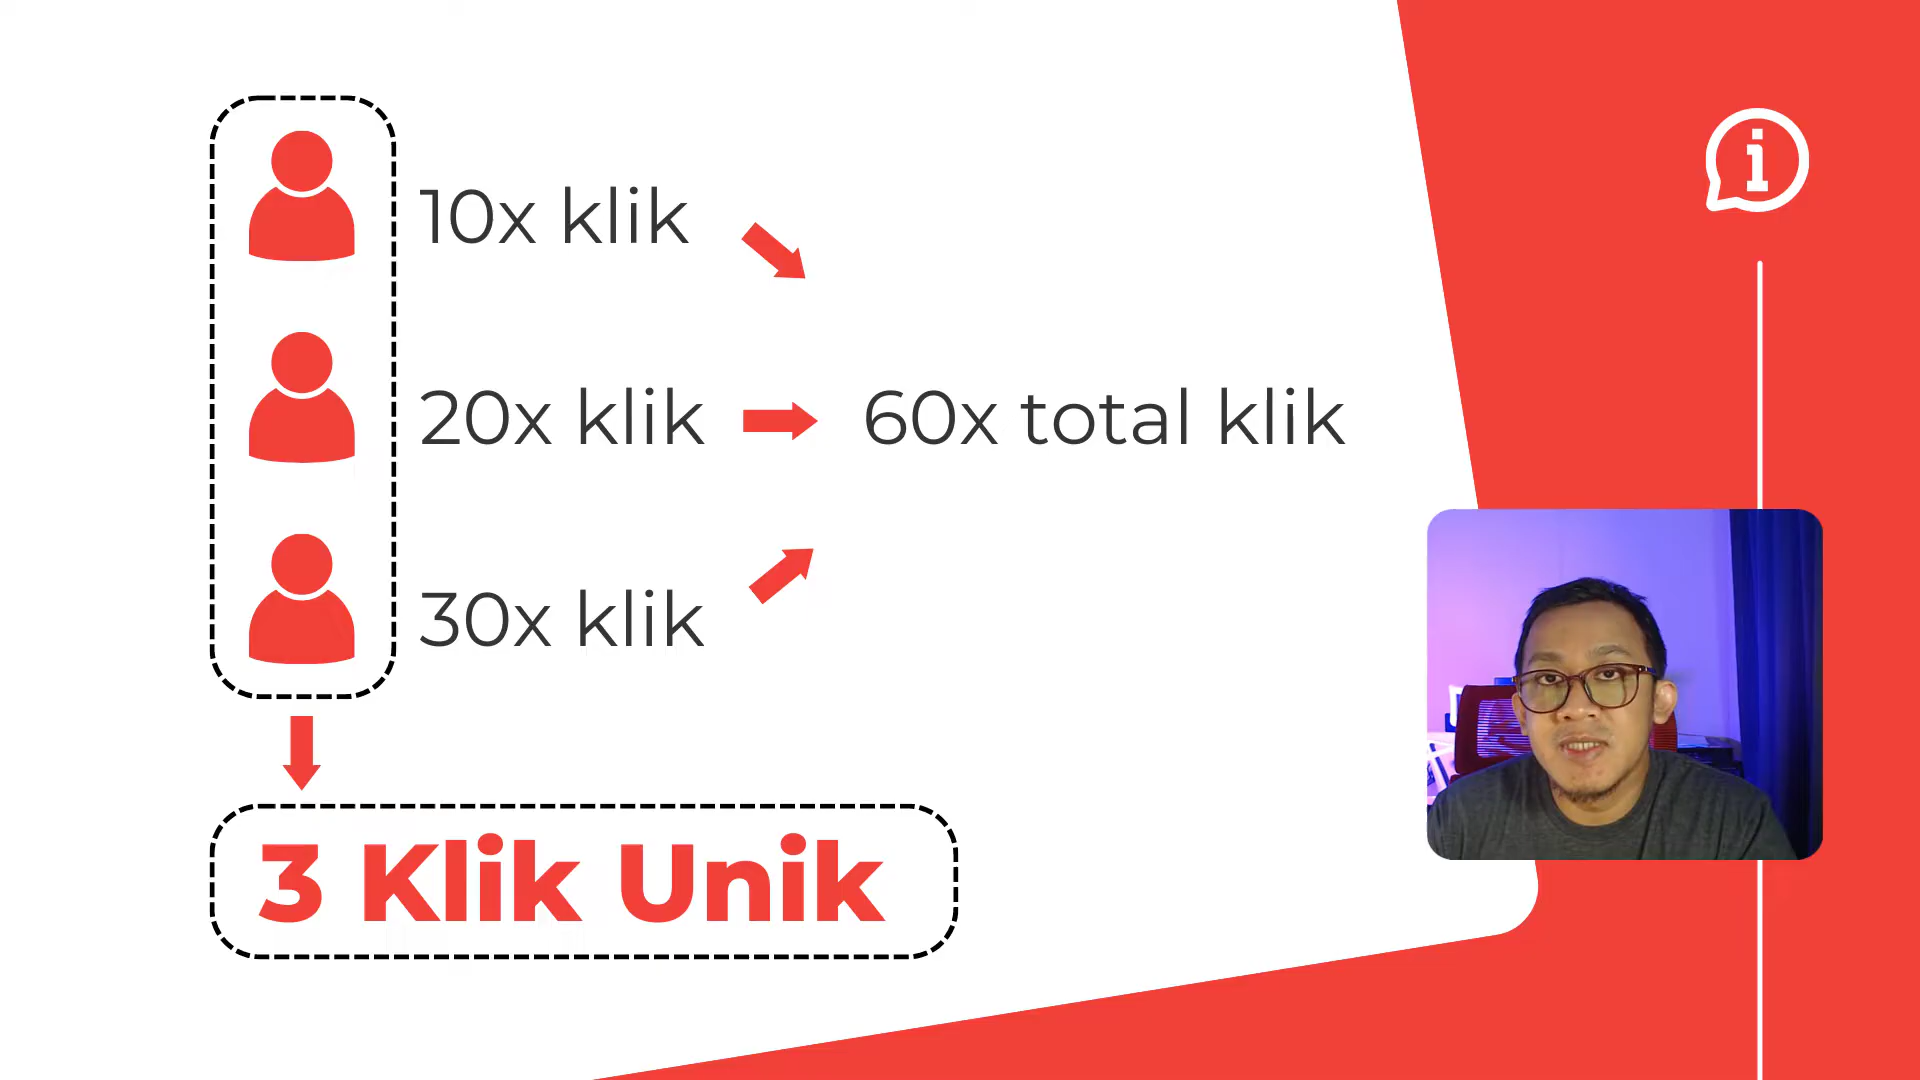 10x klik
20x klik
60x total klik
30x klik
3 Klik Unik